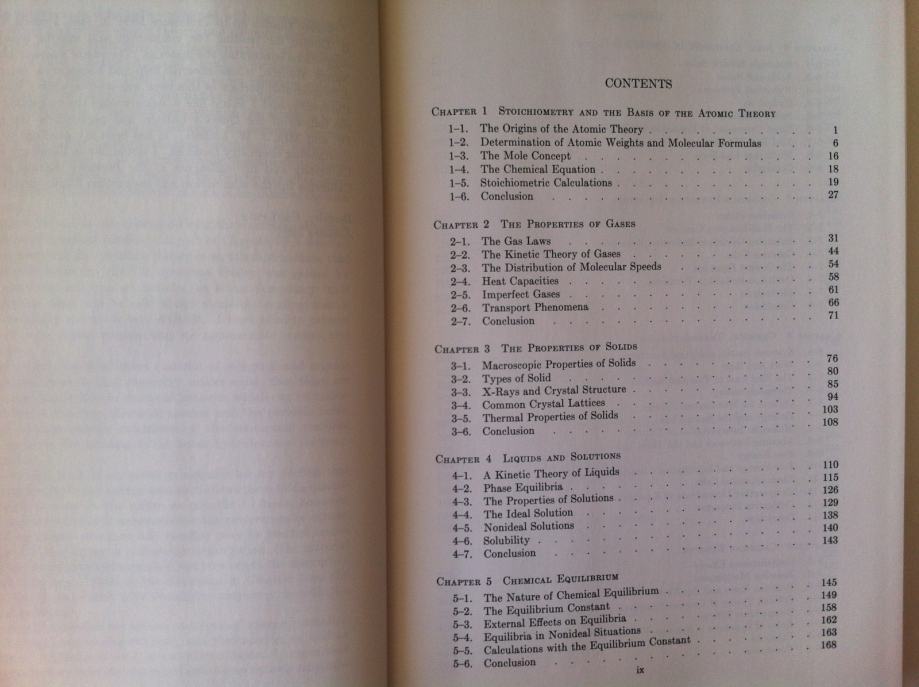 CONTENTS
CHAPTER 1 STOICHIOMETRY AND THE BASIS OF THE ATOMIC THEORY
1–1. The Origins of the Atomic Theory . . . . . . . . . . . 1
1–2. Determination of Atomic Weights and Molecular Formulas . . . 6
1–3. The Mole Concept . . . . . . . . . . . . . . 16
1–4. The Chemical Equation . . . . . . . . . . . . . 18
1–5. Stoichiometric Calculations . . . . . . . . . . . . 19
1–6. Conclusion . . . . . . . . . . . . . . . 27
CHAPTER 2 THE PROPERTIES OF GASES
2–1. The Gas Laws . . . . . . . . . . . . . . 31
2–2. The Kinetic Theory of Gases . . . . . . . . . . . 44
2–3. The Distribution of Molecular Speeds . . . . . . . . . 54
2–4. Heat Capacities . . . . . . . . . . . . . . 58
2–5. Imperfect Gases . . . . . . . . . . . . . . 61
2–6. Transport Phenomena . . . . . . . . . . . . . 66
2–7. Conclusion . . . . . . . . . . . . . . . 71
CHAPTER 3 THE PROPERTIES OF SOLIDS
3–1. Macroscopic Properties of Solids . . . . . . . . . . 76
3–2. Types of Solid . . . . . . . . . . . . . . 80
3–3. X-Rays and Crystal Structure . . . . . . . . . . . 85
3–4. Common Crystal Lattices . . . . . . . . . . . . 94
3–5. Thermal Properties of Solids . . . . . . . . . . . 103
3–6. Conclusion . . . . . . . . . . . . . . . 108
CHAPTER 4 LIQUIDS AND SOLUTIONS
4–1. A Kinetic Theory of Liquids . . . . . . . . . . . 110
4–2. Phase Equilibria . . . . . . . . . . . . . . 115
4–3. The Properties of Solutions . . . . . . . . . . . . 126
4–4. The Ideal Solution . . . . . . . . . . . . . 129
4–5. Nonideal Solutions . . . . . . . . . . . . . 138
4–6. Solubility . . . . . . . . . . . . . . . 140
4–7. Conclusion . . . . . . . . . . . . . . . 143
CHAPTER 5 CHEMICAL EQUILIBRIUM
5–1. The Nature of Chemical Equilibrium . . . . . . . . . 145
5–2. The Equilibrium Constant . . . . . . . . . . . . 149
5–3. External Effects on Equilibria . . . . . . . . . . . 158
5–4. Equilibria in Nonideal Situations . . . . . . . . . . 162
5–5. Calculations with the Equilibrium Constant . . . . . . . 163
5–6. Conclusion . . . . . . . . . . . . . . . 168
ix